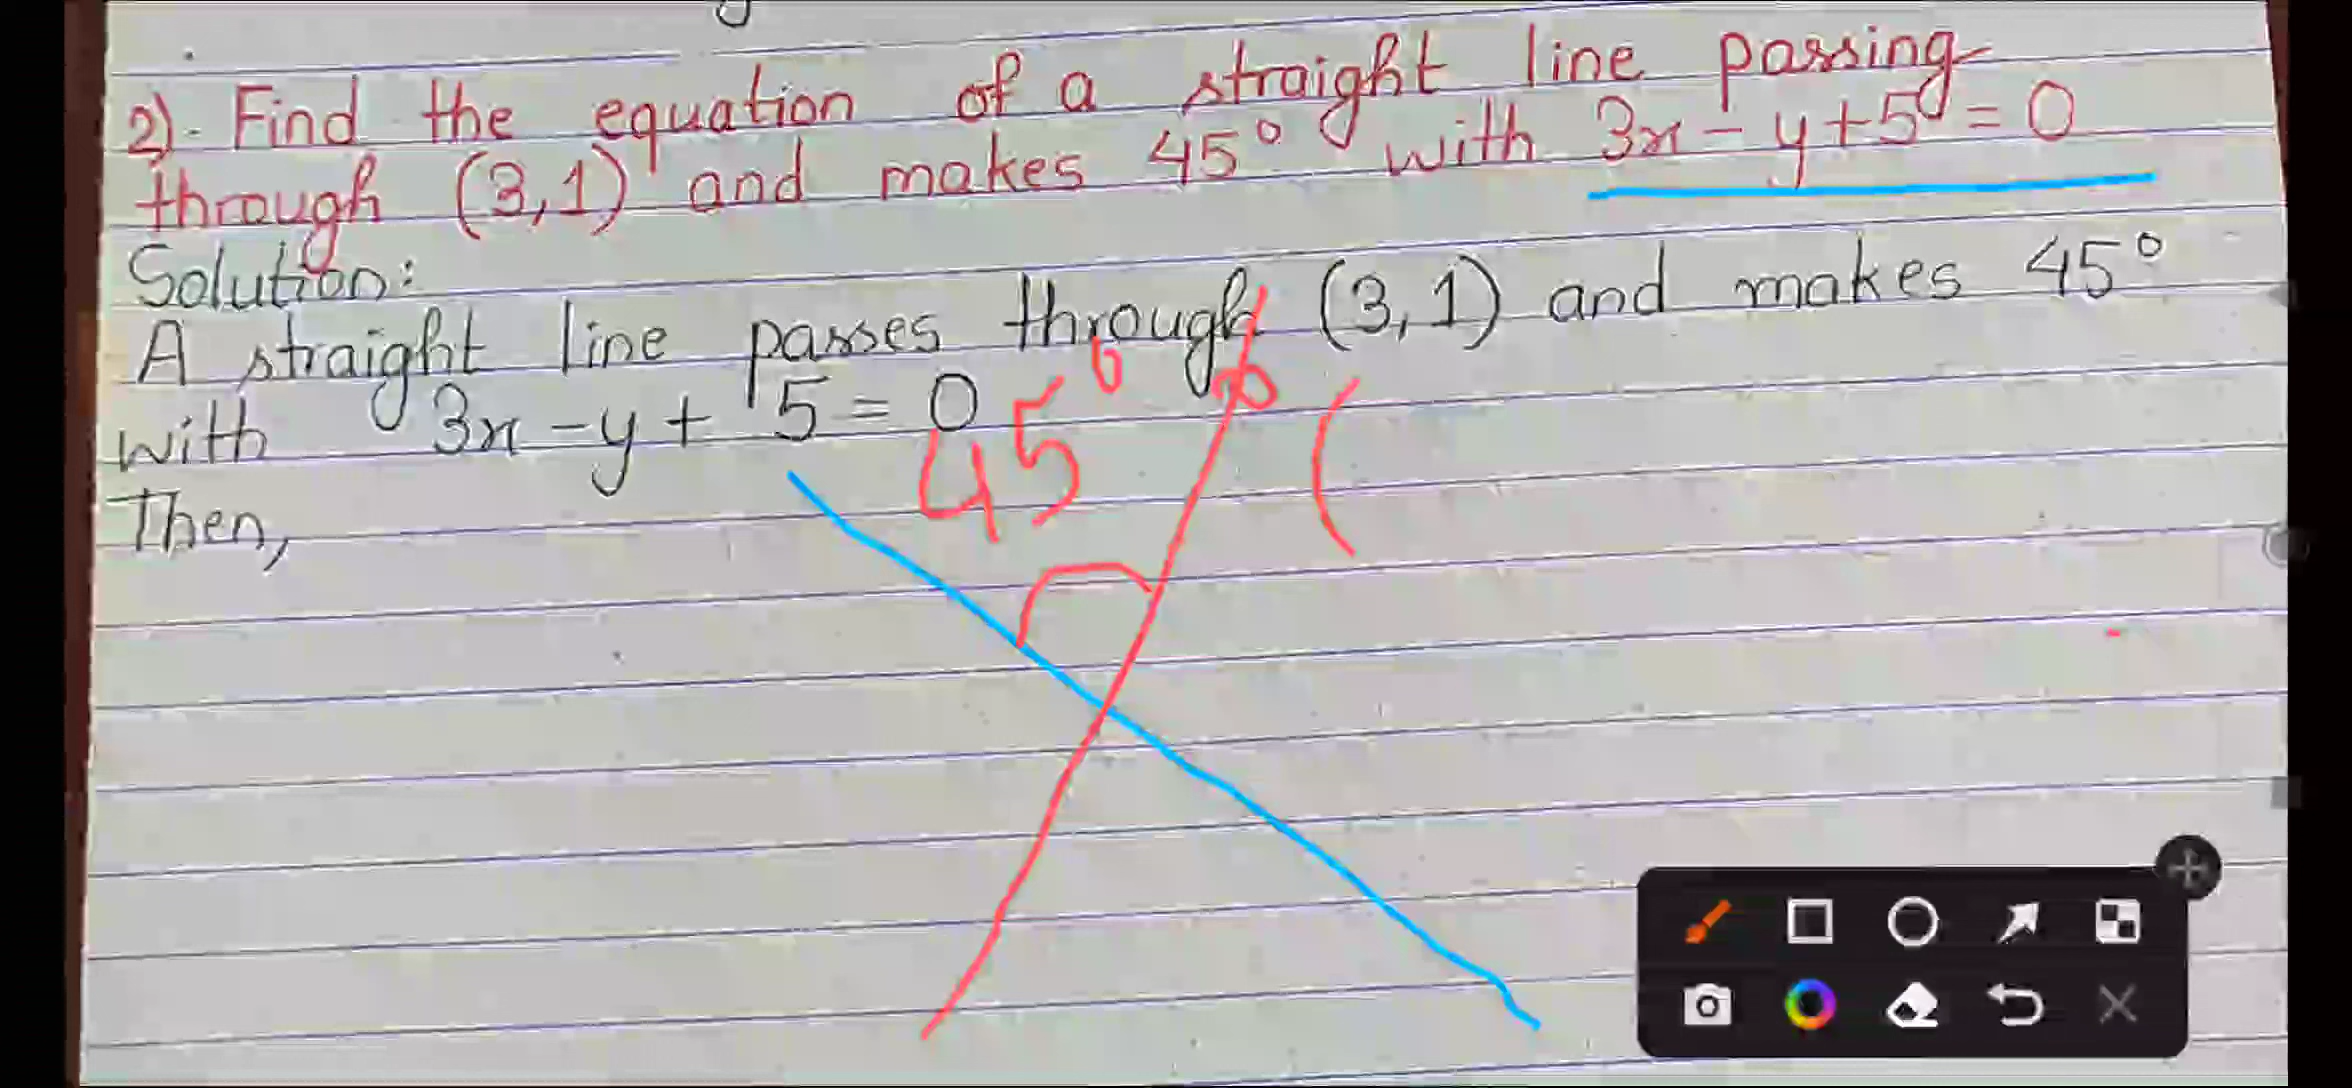 2). Find the equation of a straight line passing
through (3,1) and makes 45° with 3x - y + 5 = 0
Solution:
A straight line passes through (3,1) and makes 45°
with 3x - y + 5 = 0
Then,
45°
(